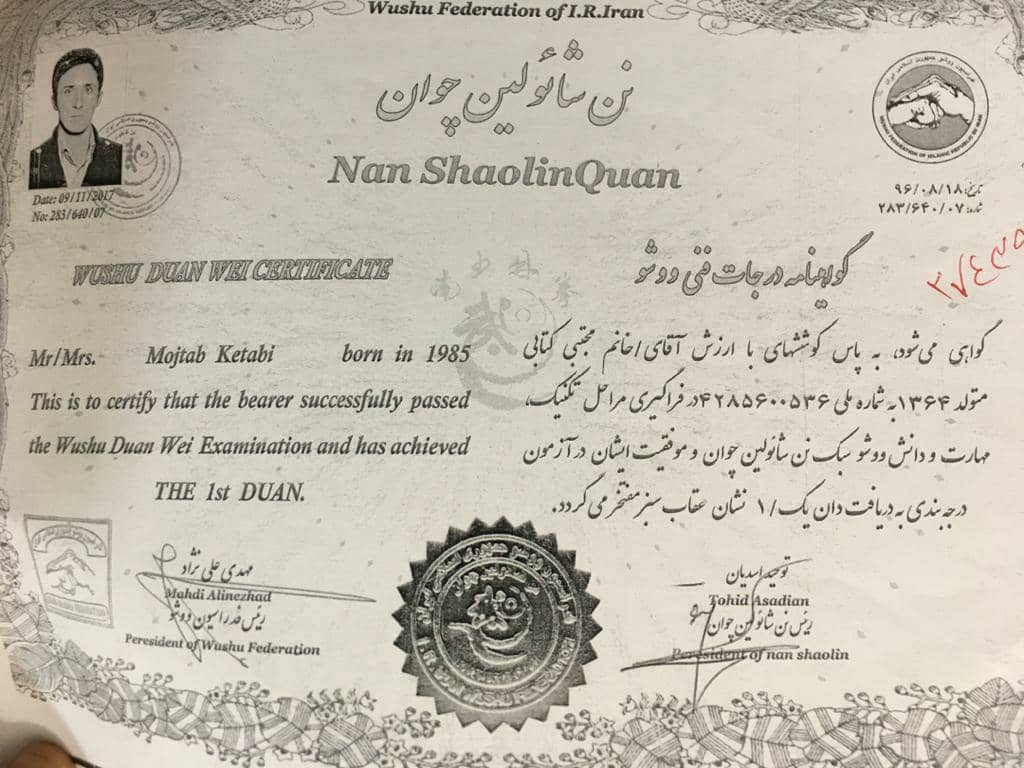 Wushu Federation of I.R.Iran
نن شائولین چوان
Nan ShaolinQuan
Date: 09/11/2017
No: 283/640/07
تاریخ: ۹۶/۰۸/۱۸
شماره: ۲۸۳/۶۴۰/۰۷
WUSHU DUAN WEI CERTIFICATE
گواهینامه درجات فنی ووشو
Mr/Mrs. Mojtab Ketabi born in 1985
This is to certify that the bearer successfully passed
the Wushu Duan Wei Examination and has achieved
THE 1st DUAN.
گواهی می‌شود، به پاس کوششهای با ارزش آقای/خانم مجتبی کتابی
متولد ۱۳۶۴ به شماره ملی ۴۲۸۵۶۰۰۵۳۶ در فراگیری مراحل تکنیک،
مهارت و دانش ووشو سبک نن شائولین چوان و موفقیت ایشان در آزمون
درجه بندی به دریافت دان یک/۱ نشان عقاب سبز مفتخر می گردد.
مهدی علی نژاد
Mahdi Alinezhad
رئیس فدراسیون ووشو
Peresident of Wushu Federation
توحید اسدیان
Tohid Asadian
رئیس نن شائولین چوان
Peresident of nan shaolin